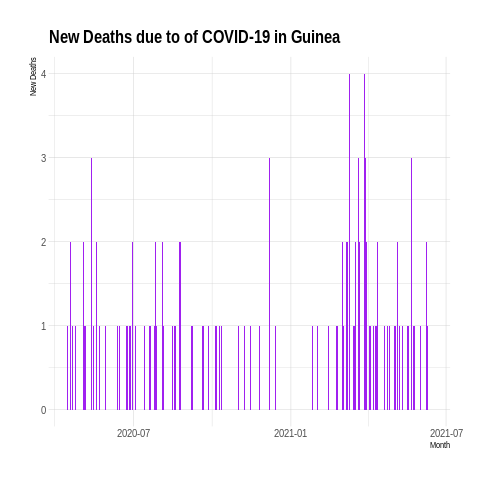 New Deaths due to of COVID-19 in Guinea
New Deaths
4
3
2
1
0
2020-07
2021-01
2021-07
Month